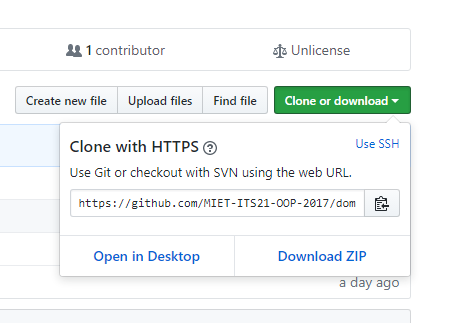 1 contributor
Unlicense
Create new file
Upload files
Find file
Clone or download
Clone with HTTPS
Use SSH
Use Git or checkout with SVN using the web URL.
https://github.com/MIET-ITS21-OOP-2017/dom
Open in Desktop
Download ZIP
a day ago